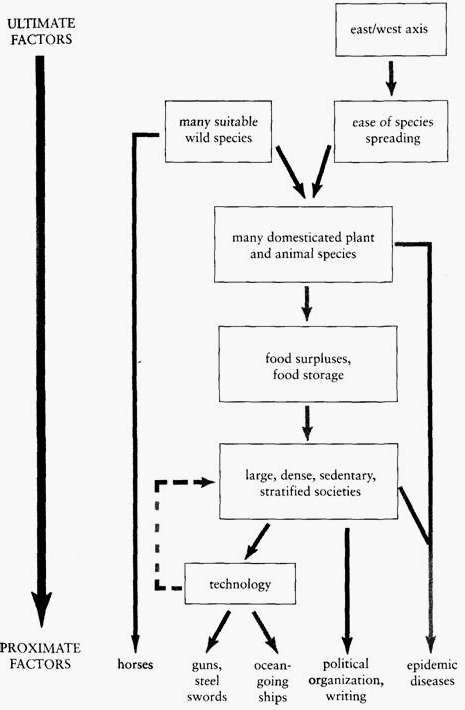 ULTIMATE
FACTORS
east/west axis
many suitable
wild species
ease of species
spreading
many domesticated plant
and animal species
food surpluses,
food storage
large, dense, sedentary,
stratified societies
technology
PROXIMATE
FACTORS
horses
guns,
steel
swords
ocean-
going
ships
political
organization,
writing
epidemic
diseases